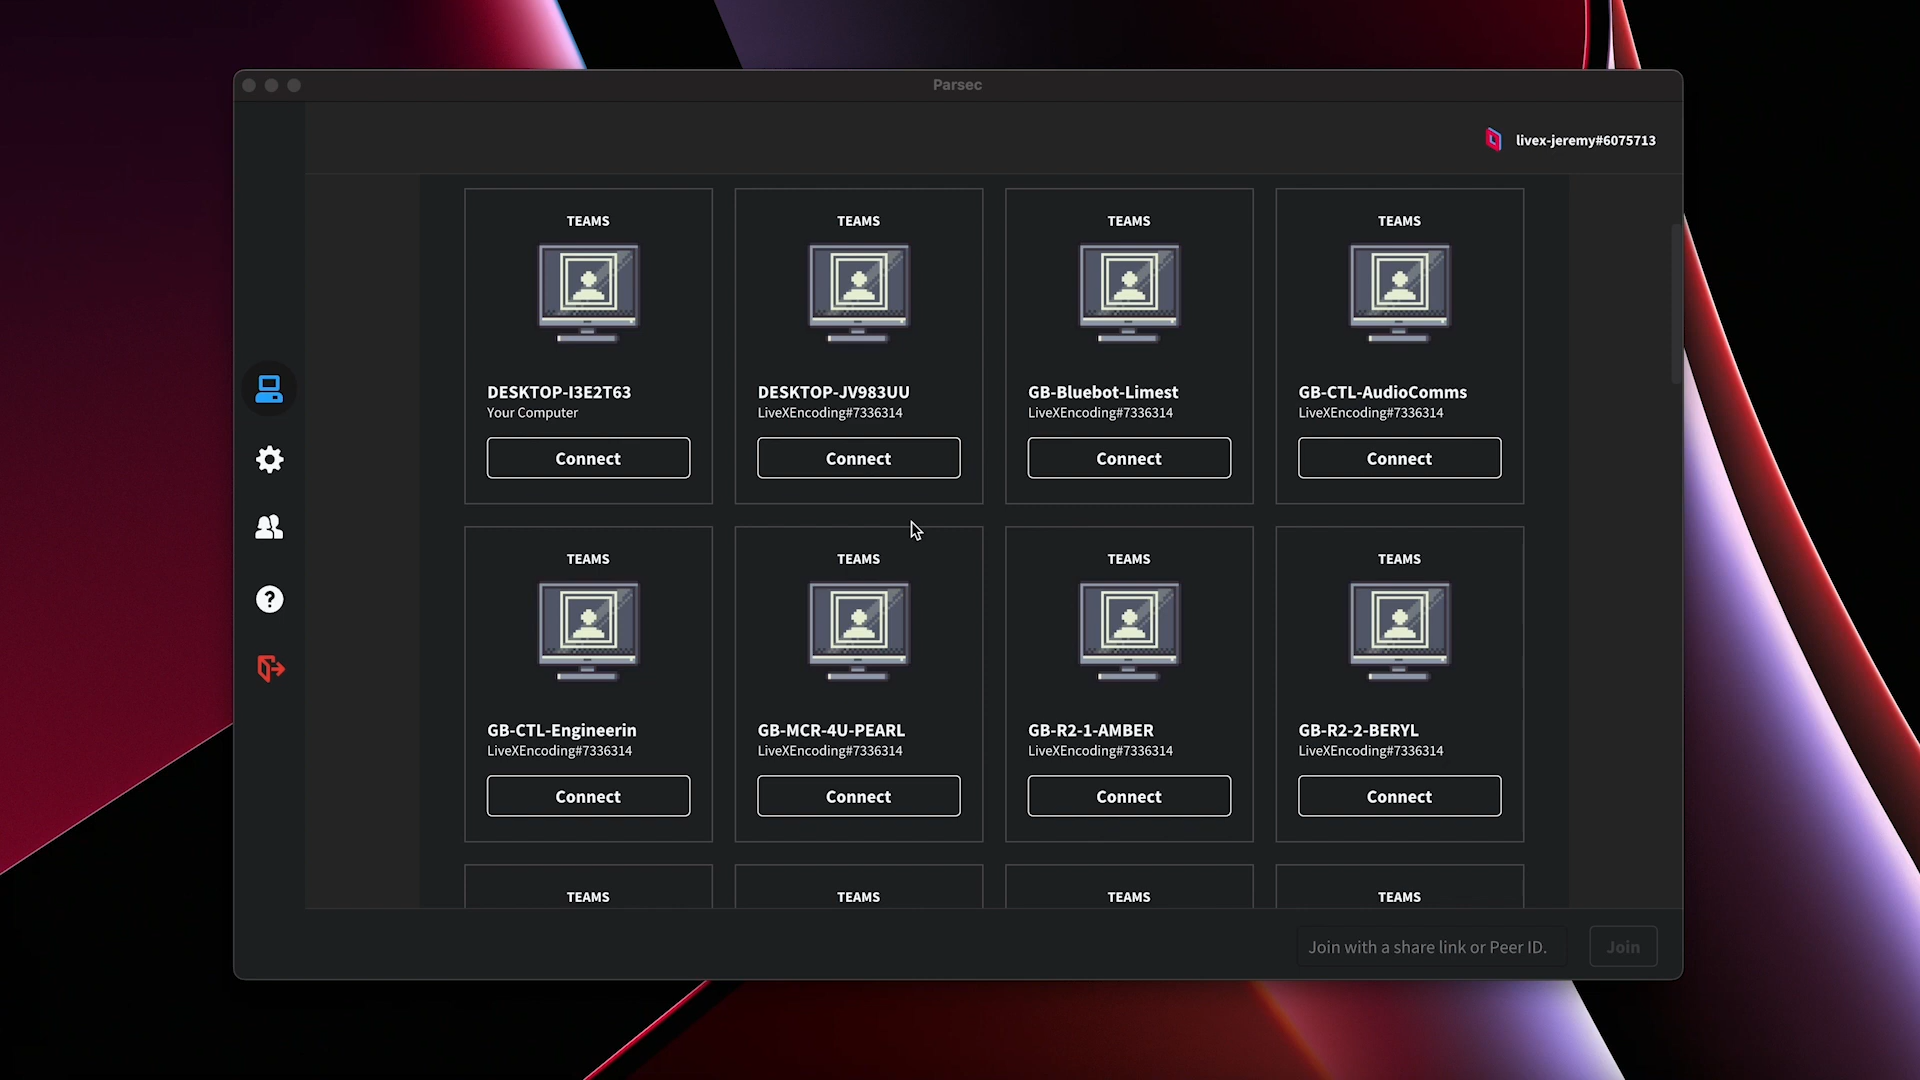 Parsec
livex-jeremy#6075713
TEAMS
DESKTOP-I3E2T63
Your Computer
Connect
TEAMS
DESKTOP-JV983UU
LiveXEncoding#7336314
Connect
TEAMS
GB-Bluebot-Limest
LiveXEncoding#7336314
Connect
TEAMS
GB-CTL-AudioComms
LiveXEncoding#7336314
Connect
TEAMS
GB-CTL-Engineerin
LiveXEncoding#7336314
Connect
TEAMS
GB-MCR-4U-PEARL
LiveXEncoding#7336314
Connect
TEAMS
GB-R2-1-AMBER
LiveXEncoding#7336314
Connect
TEAMS
GB-R2-2-BERYL
LiveXEncoding#7336314
Connect
TEAMS
TEAMS
TEAMS
TEAMS
Join with a share link or Peer ID.
Join